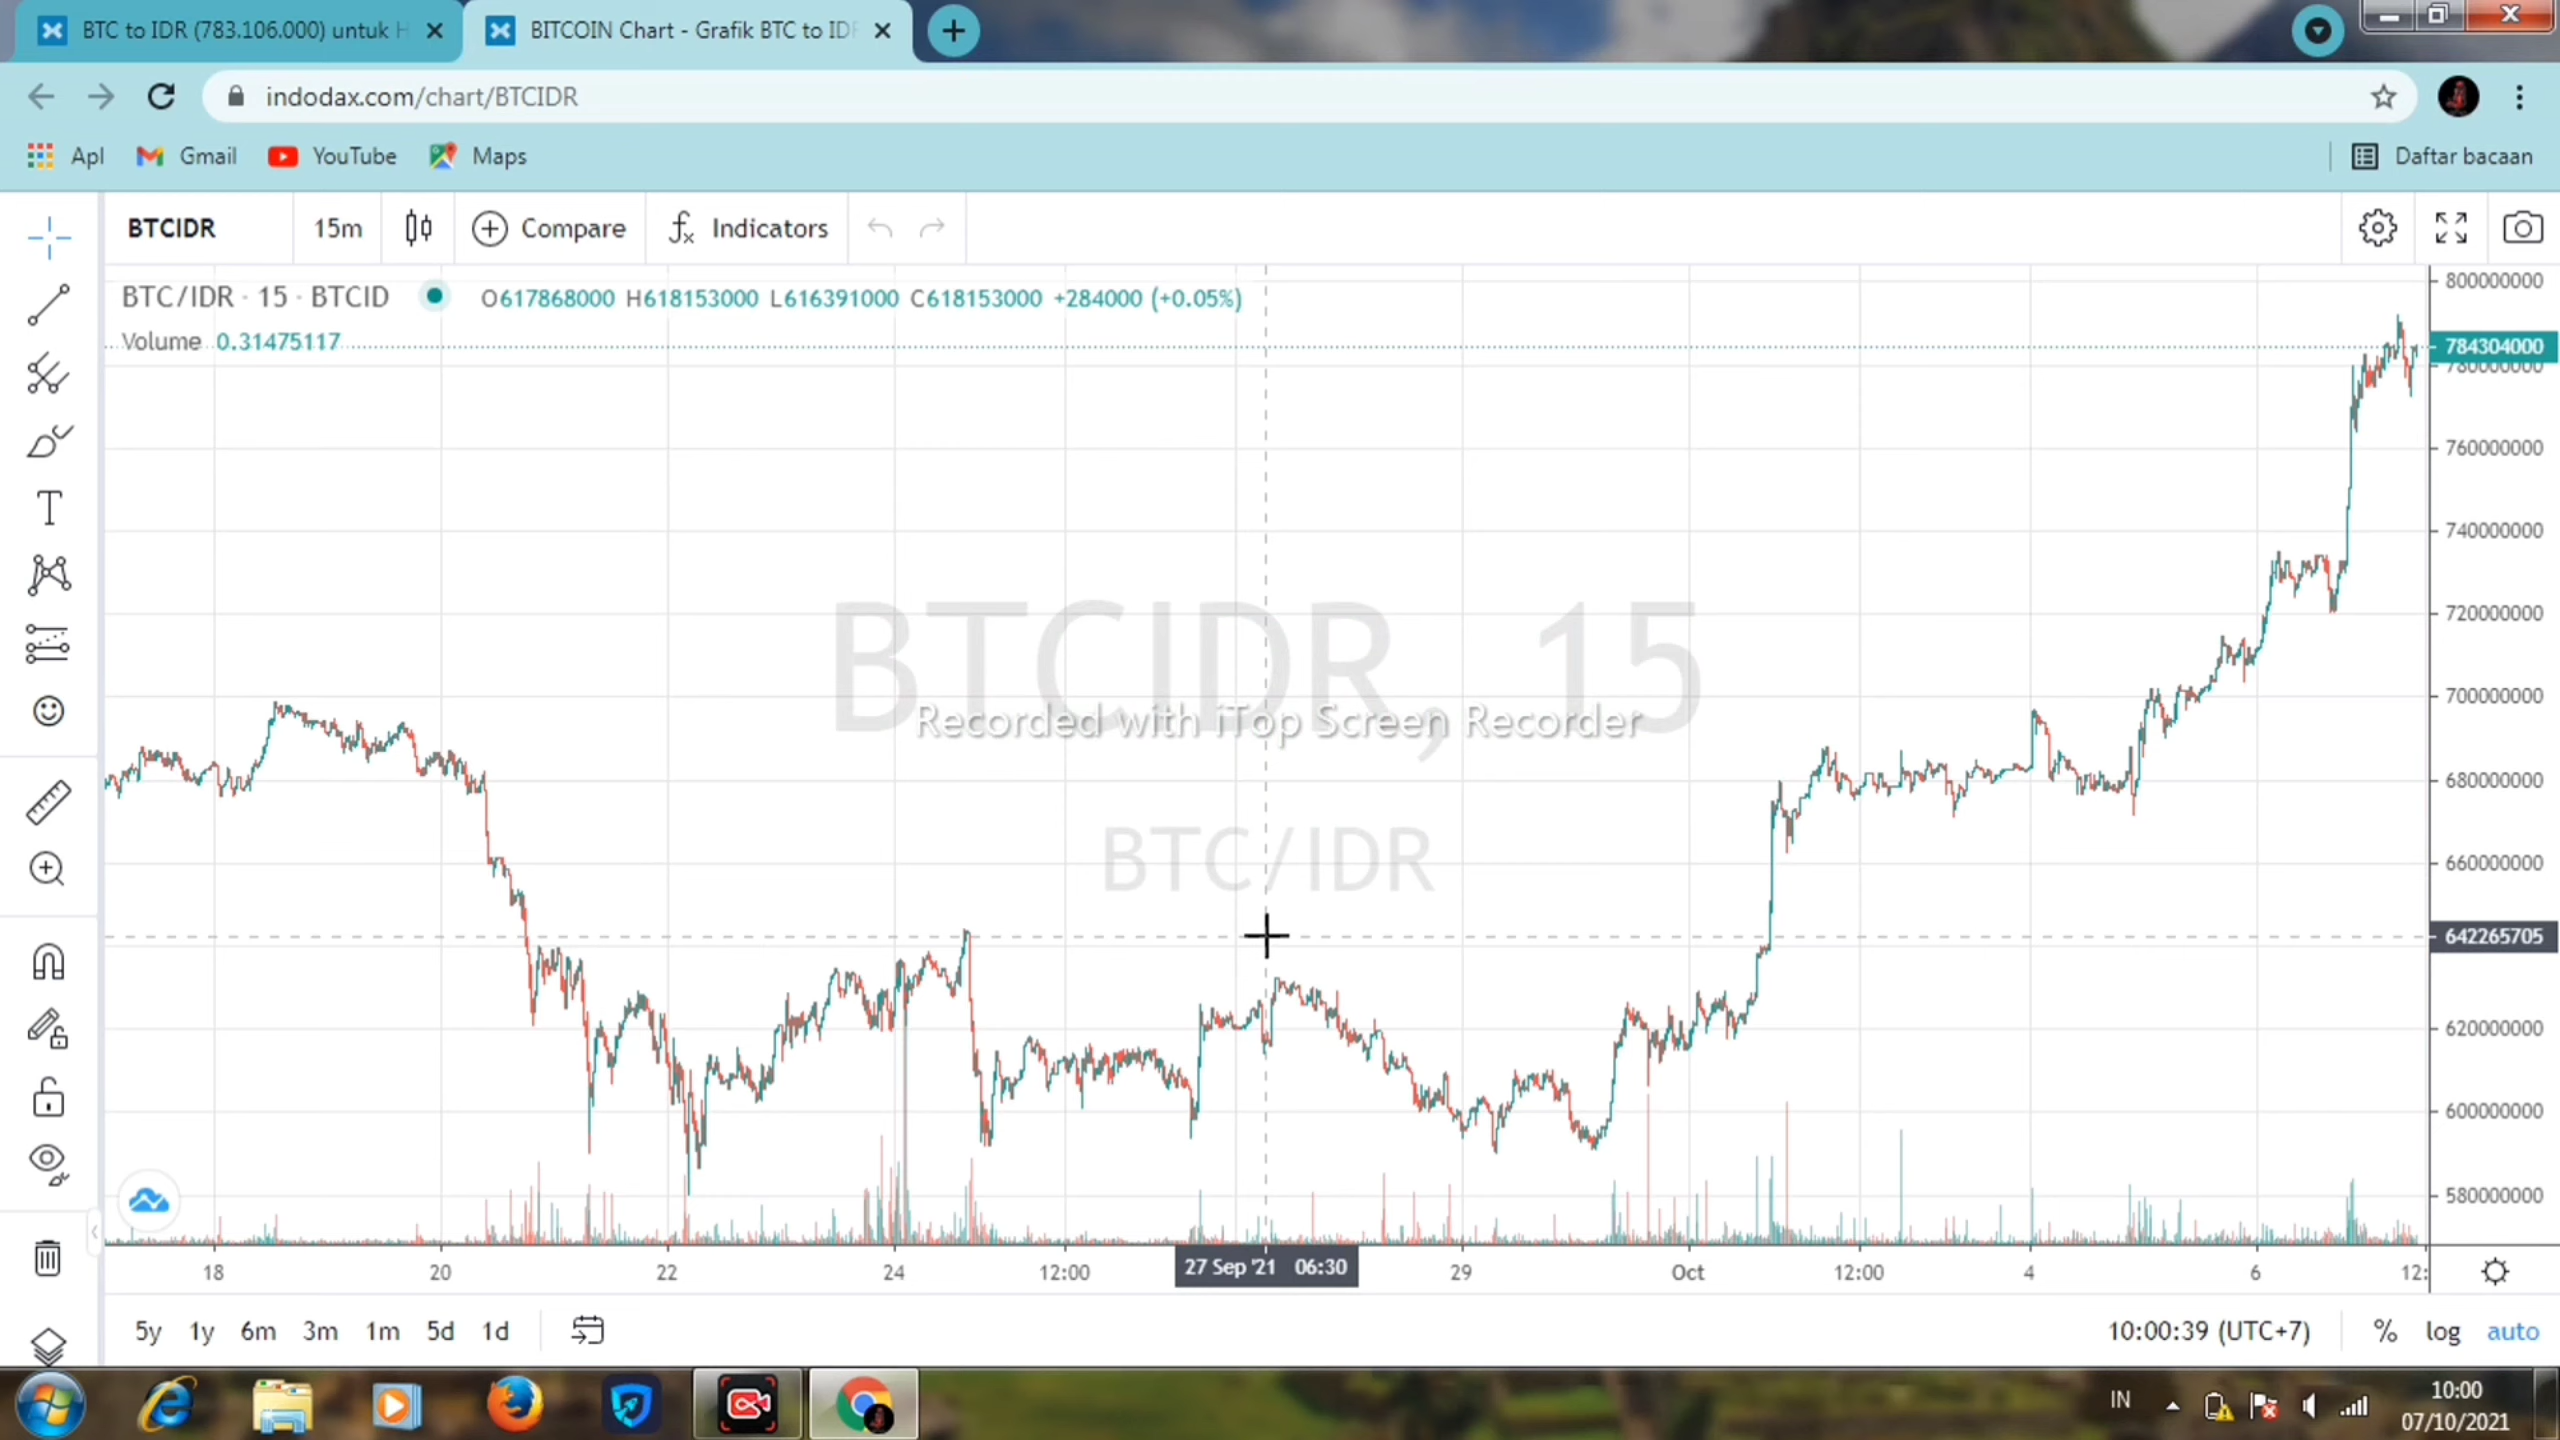 BTC to IDR (783.106.000) untuk H
BITCOIN Chart - Grafik BTC to IDR
indodax.com/chart/BTCIDR
Apl Gmail YouTube Maps Daftar bacaan
BTCIDR 15m Compare Indicators
BTC/IDR · 15 · BTCID O617868000 H618153000 L616391000 C618153000 +284000 (+0.05%)
Volume 0.31475117
800000000
784304000
780000000
760000000
740000000
720000000
700000000
680000000
660000000
642265705
620000000
600000000
580000000
BTCIDR, 15
Recorded with iTop Screen Recorder
BTC/IDR
18 20 22 24 12:00 27 Sep '21 06:30 29 Oct 12:00 4 6 12:
5y 1y 6m 3m 1m 5d 1d 10:00:39 (UTC+7) % log auto
IN 10:00
07/10/2021